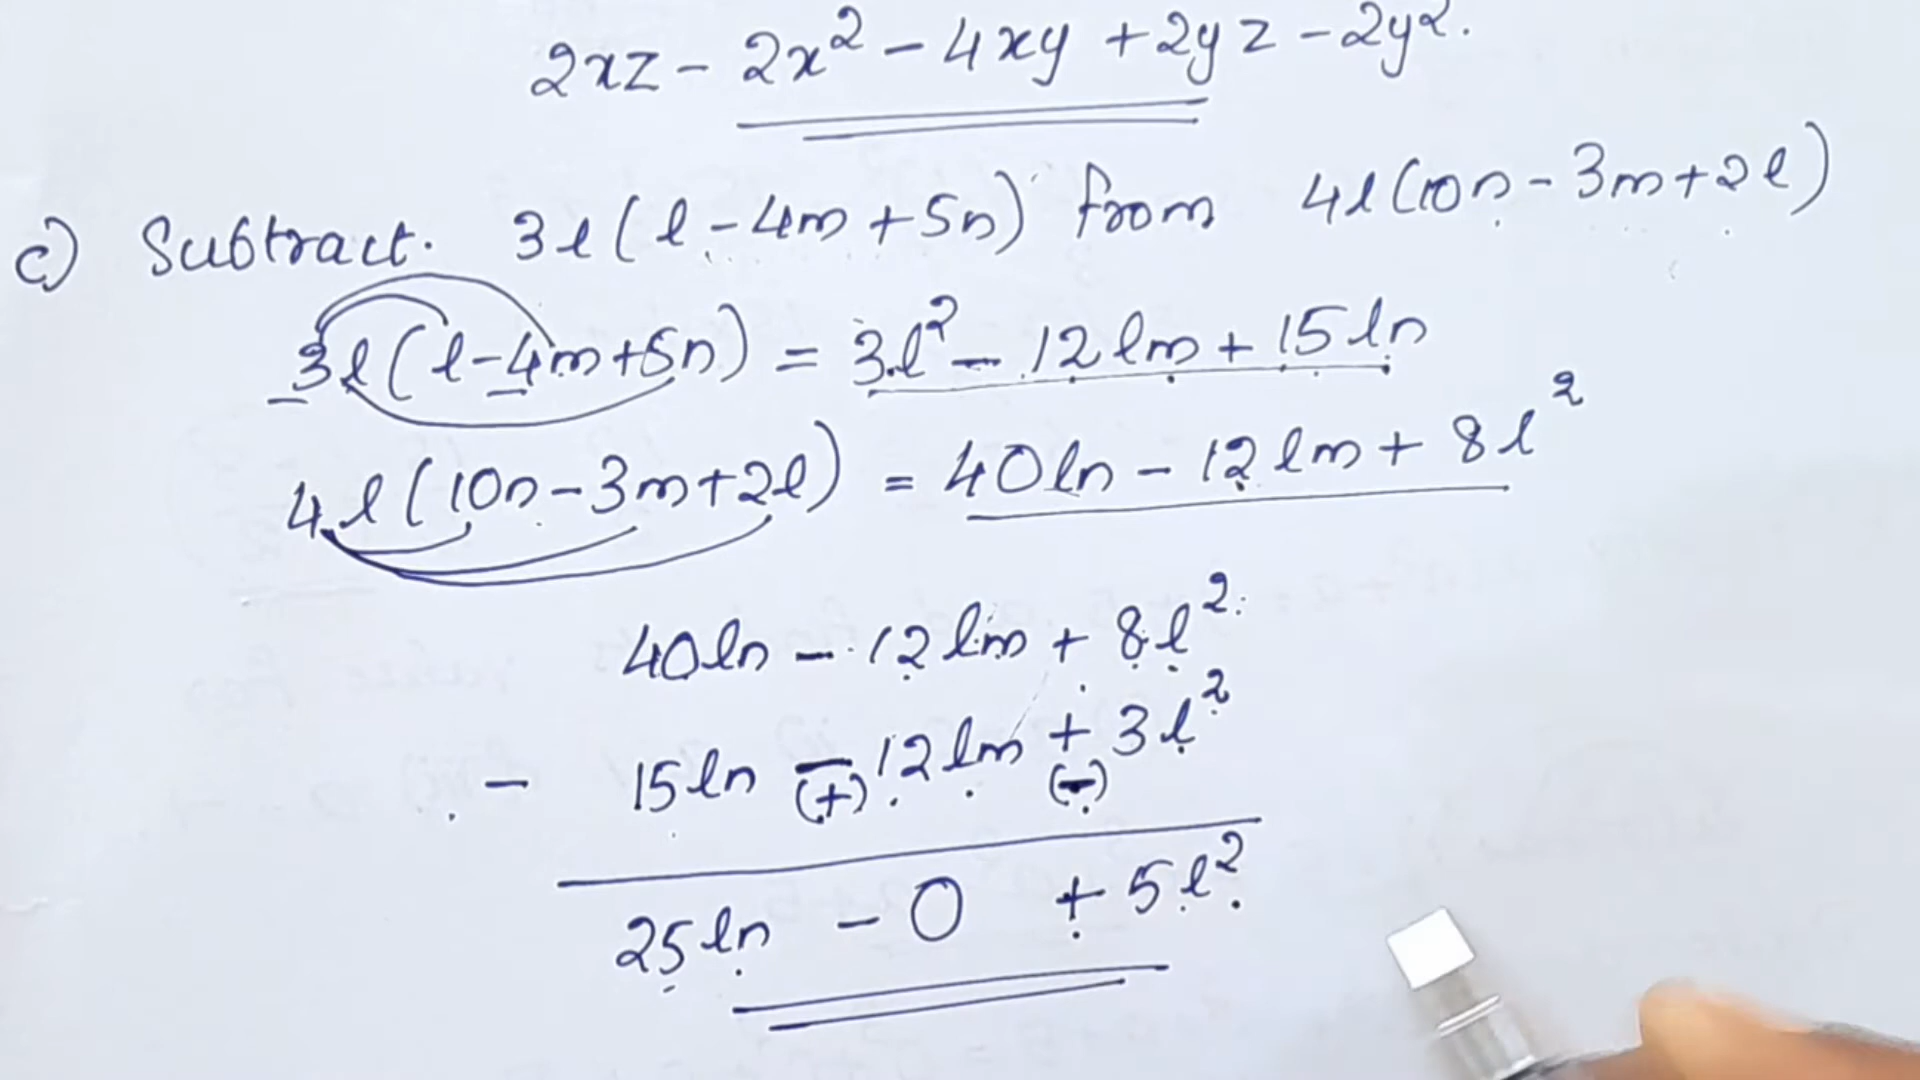 2xz - 2x² - 4xy + 2yz - 2y².
c) Subtract. 3l(l - 4m + 5n) from 4l(10n - 3m + 2l)
3l(l - 4m + 5n) = 3l² - 12lm + 15ln
4l(10n - 3m + 2l) = 40ln - 12lm + 8l²
40ln - 12lm + 8l²
- 15ln - 12lm + 3l²
(+) (-)
25ln - 0 + 5l²